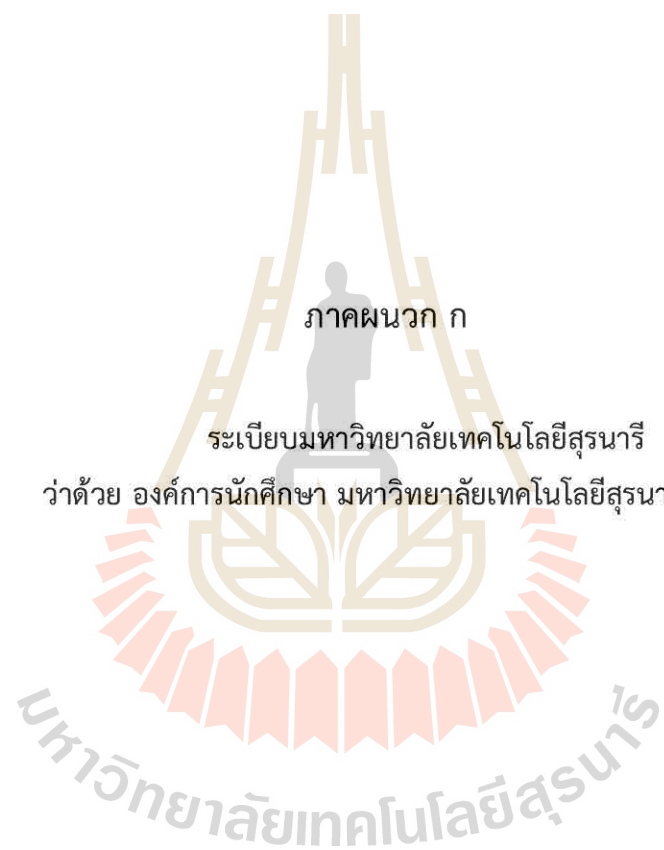 ภาคผนวก ก
ระเบียบมหาวิทยาลัยเทคโนโลยีสุรนารี
ว่าด้วย องค์การนักศึกษา มหาวิทยาลัยเทคโนโลยีสุรนา
มหาวิทยาลัยเทคโนโลยีสุรนารี